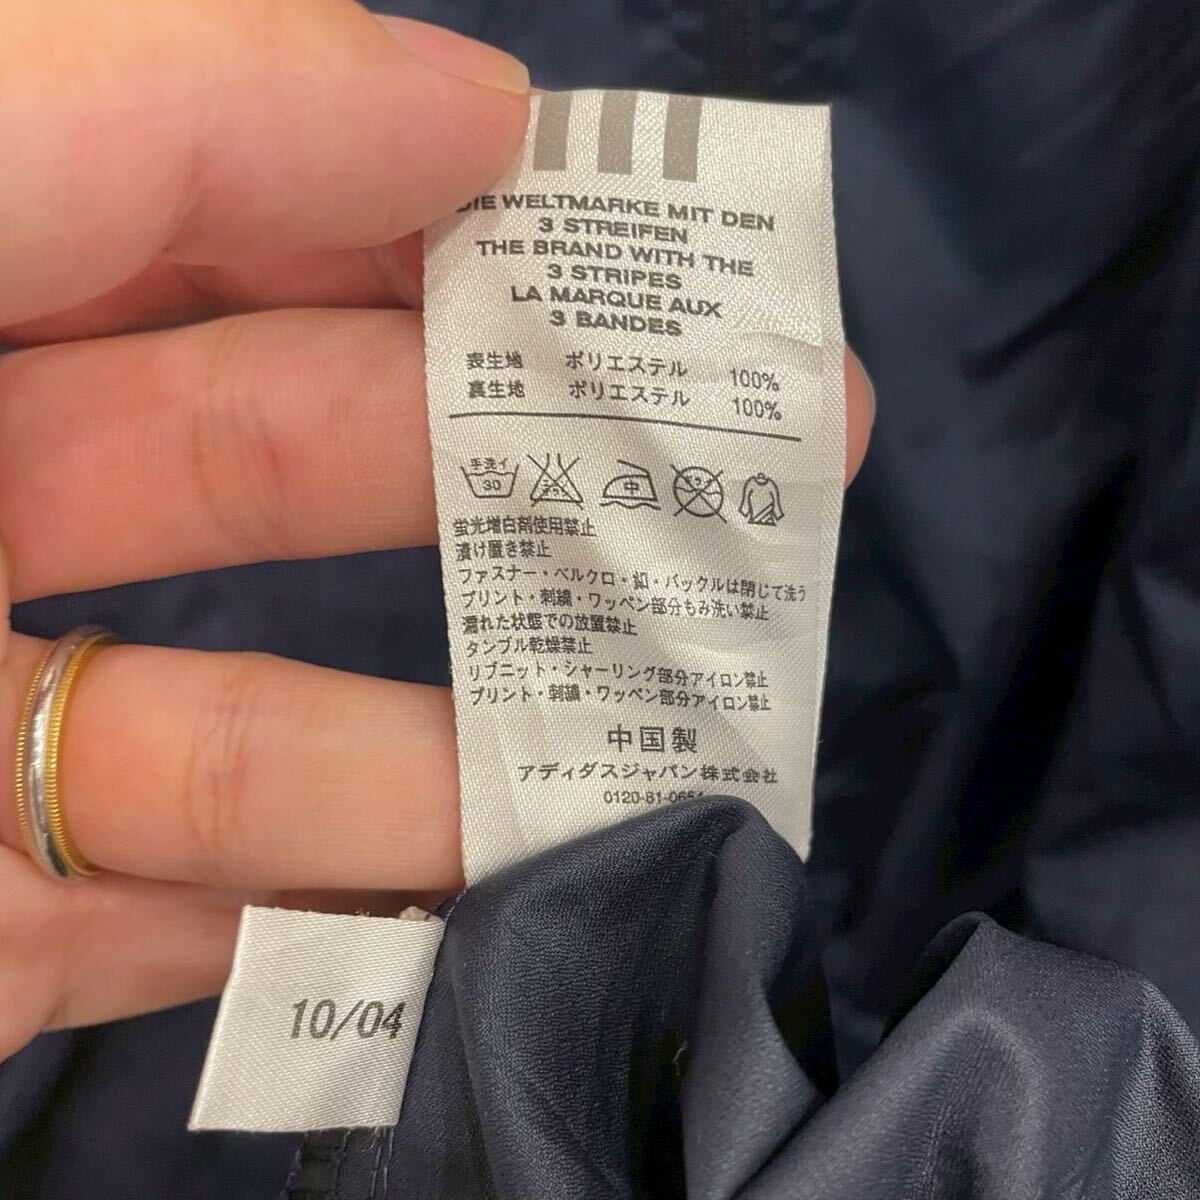 WELTMARKE MIT DEN
3 STREIFEN
THE BRAND WITH THE
3 STRIPES
LA MARQUE AUX
3 BANDES
表生地 ポリエステル 100%
裏生地 ポリエステル 100%
手洗イ
30
中
蛍光増白剤使用禁止
漬け置き禁止
ファスナー・ベルクロ・紐・バックルは閉じて洗う
プリント・刺繍・ワッペン部分もみ洗い禁止
濡れた状態での放置禁止
タンブル乾燥禁止
リブニット・シャーリング部分アイロン禁止
プリント・刺繍・ワッペン部分アイロン禁止
中国製
アディダスジャパン株式会社
10/04